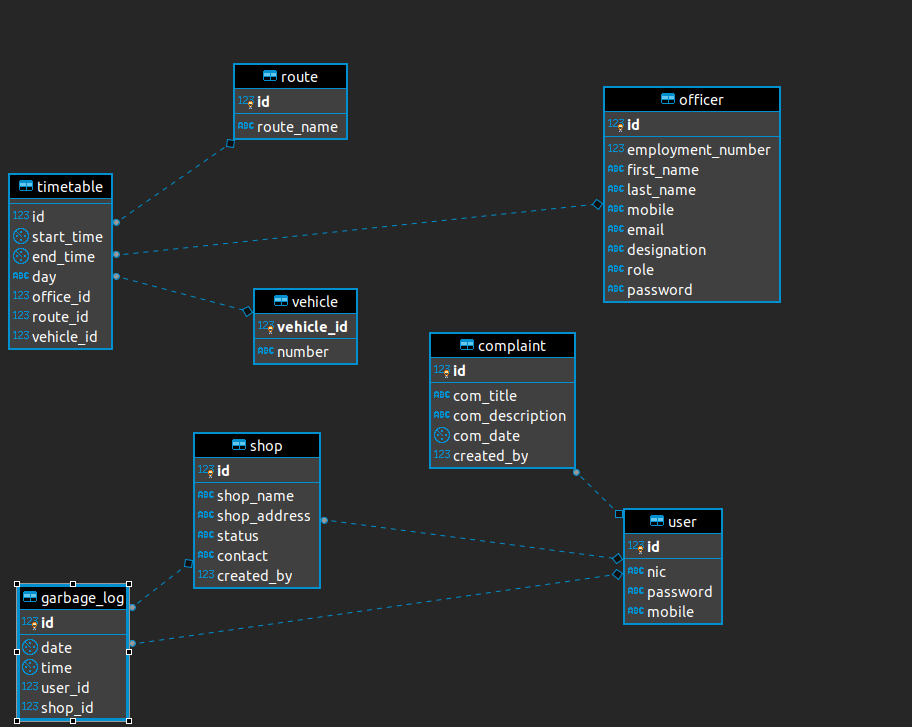 route
123 id
ABC route_name
officer
123 id
123 employment_number
ABC first_name
ABC last_name
ABC mobile
ABC email
ABC designation
ABC role
ABC password
timetable
123 id
start_time
end_time
ABC day
123 office_id
123 route_id
123 vehicle_id
vehicle
123 vehicle_id
ABC number
complaint
123 id
ABC com_title
ABC com_description
com_date
123 created_by
shop
123 id
ABC shop_name
ABC shop_address
ABC status
ABC contact
123 created_by
user
123 id
ABC nic
ABC password
ABC mobile
garbage_log
123 id
date
time
123 user_id
123 shop_id